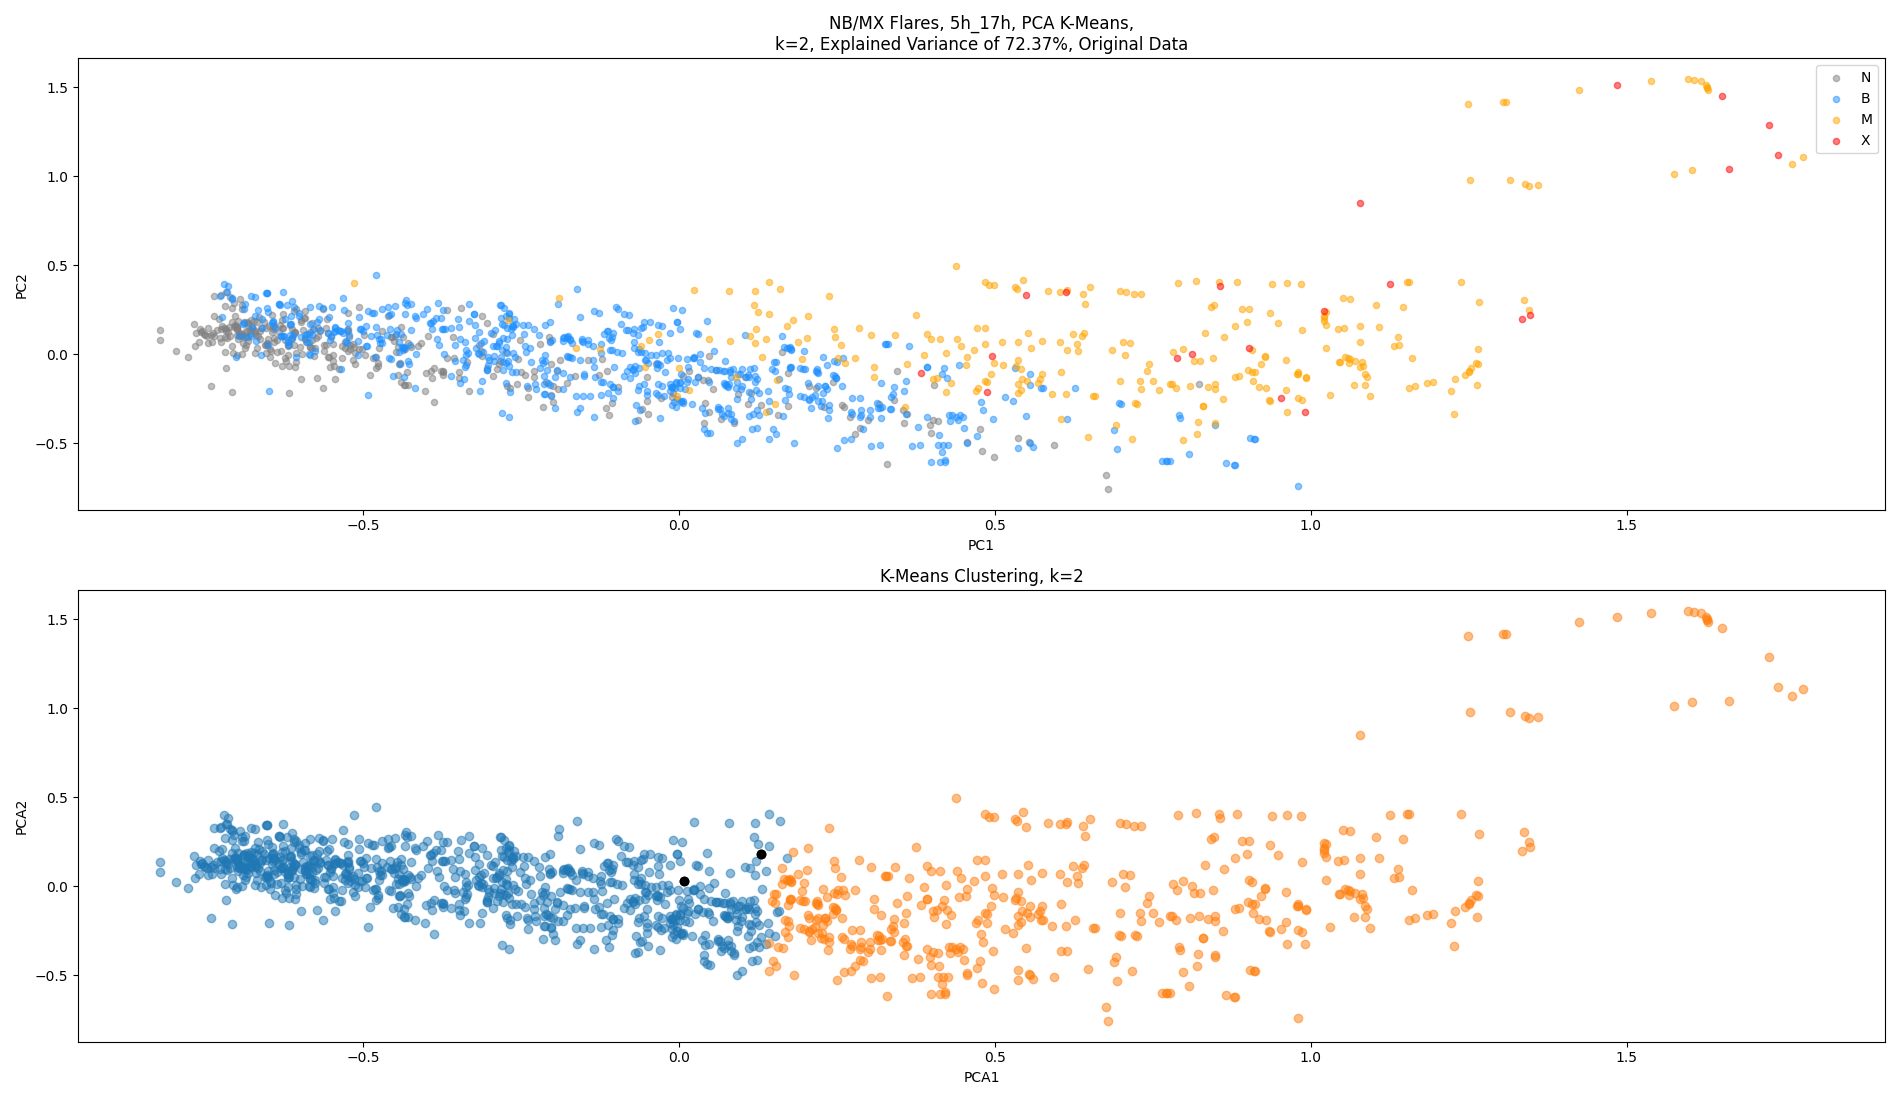 NB/MX Flares, 5h_17h, PCA K-Means,
k=2, Explained Variance of 72.37%, Original Data
N
B
M
X
1.5
1.0
0.5
0.0
−0.5
PC2
−0.5
0.0
0.5
1.0
1.5
PC1
K-Means Clustering, k=2
1.5
1.0
0.5
0.0
−0.5
PCA2
−0.5
0.0
0.5
1.0
1.5
PCA1